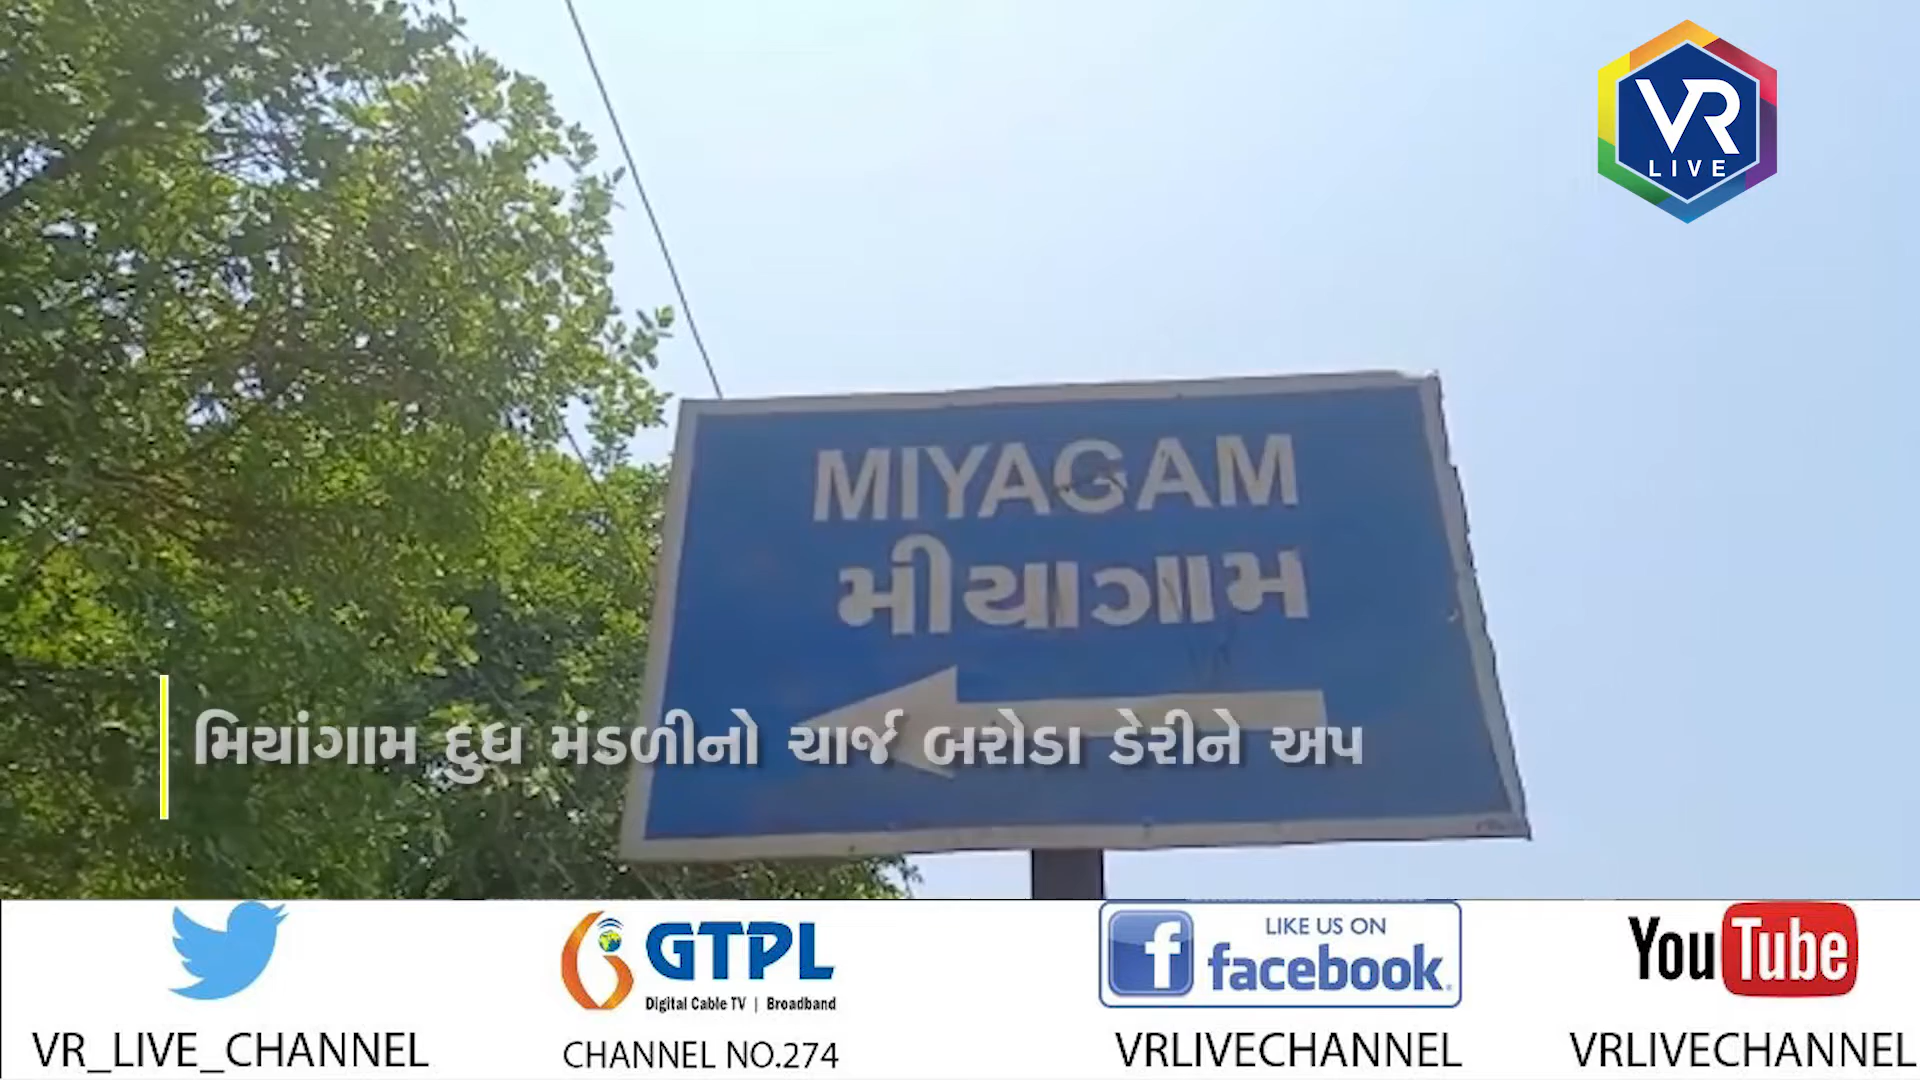 VR
LIVE
MIYAGAM
મીયાગામ
મિયાંગામ દુધ મંડળીનો ચાર્જ બરોડા ડેરીને અપ
GTPL
Digital Cable TV | Broadband
LIKE US ON
facebook
YouTube
VR_LIVE_CHANNEL
CHANNEL NO.274
VRLIVECHANNEL
VRLIVECHANNEL